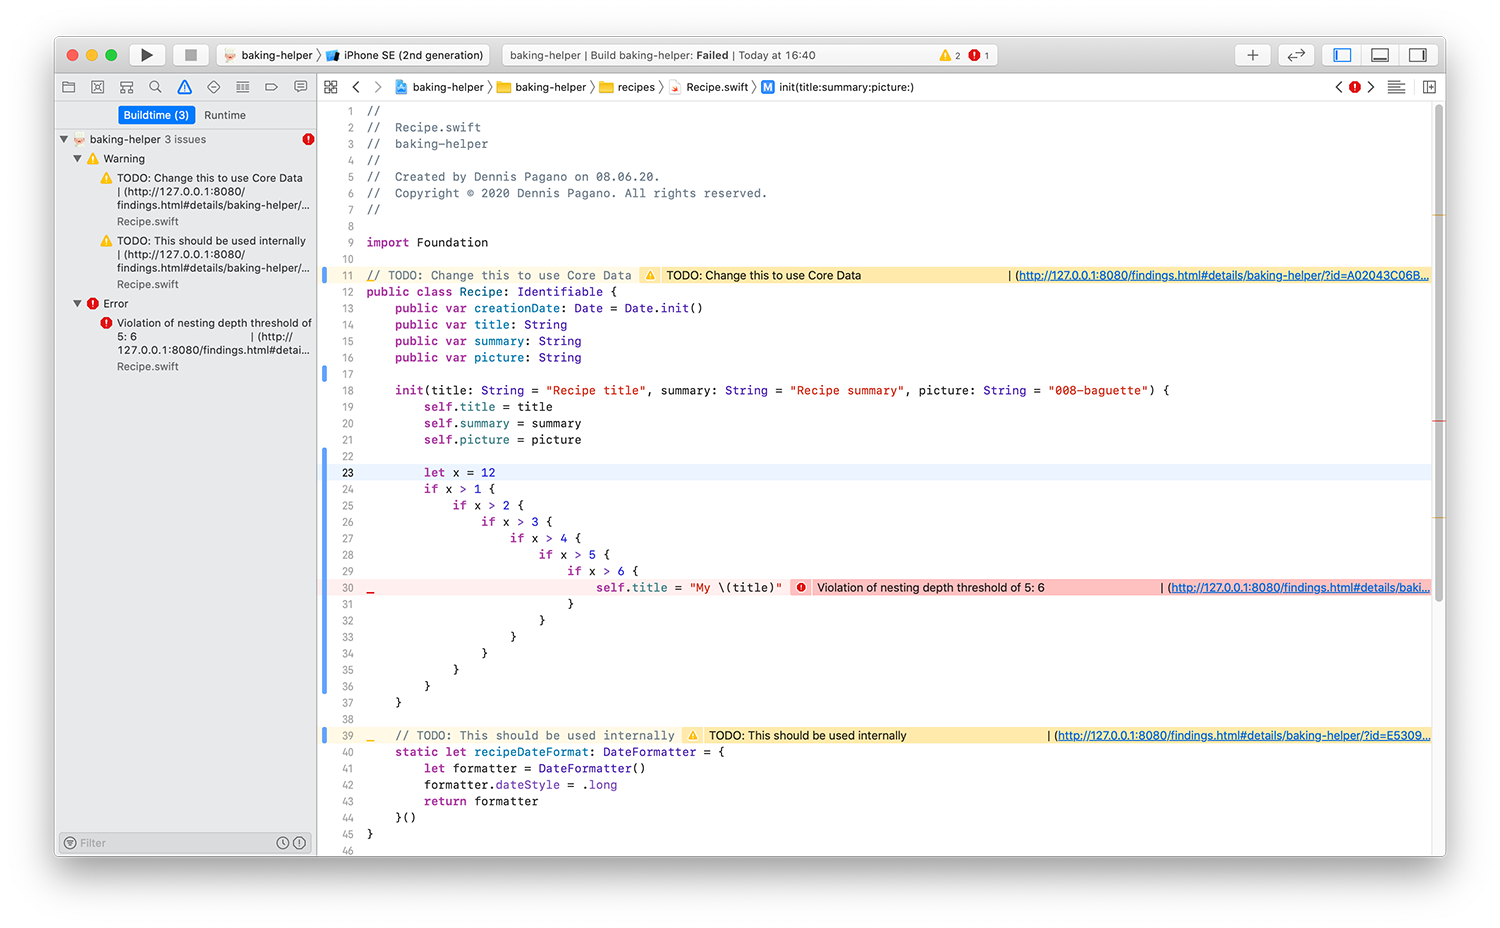 baking-helper 〉 iPhone SE (2nd generation)
baking-helper | Build baking-helper: Failed | Today at 16:40
2 1
baking-helper 〉 baking-helper 〉 recipes 〉 Recipe.swift 〉 M init(title:summary:picture:)
Buildtime (3) Runtime
baking-helper 3 issues
Warning
TODO: Change this to use Core Data
| (http://127.0.0.1:8080/
findings.html#details/baking-helper/...
Recipe.swift
TODO: This should be used internally
| (http://127.0.0.1:8080/
findings.html#details/baking-helper/...
Recipe.swift
Error
Violation of nesting depth threshold of
5: 6 | (http://
127.0.0.1:8080/findings.html#detai...
Recipe.swift
Filter
1 //
2 // Recipe.swift
3 // baking-helper
4 //
5 // Created by Dennis Pagano on 08.06.20.
6 // Copyright © 2020 Dennis Pagano. All rights reserved.
7 //
8
9 import Foundation
10
11 // TODO: Change this to use Core Data TODO: Change this to use Core Data | (http://127.0.0.1:8080/findings.html#details/baking-helper/?id=A02043C06B...
12 public class Recipe: Identifiable {
13 public var creationDate: Date = Date.init()
14 public var title: String
15 public var summary: String
16 public var picture: String
17
18 init(title: String = "Recipe title", summary: String = "Recipe summary", picture: String = "008-baguette") {
19 self.title = title
20 self.summary = summary
21 self.picture = picture
22
23 let x = 12
24 if x > 1 {
25 if x > 2 {
26 if x > 3 {
27 if x > 4 {
28 if x > 5 {
29 if x > 6 {
30 self.title = "My \(title)" Violation of nesting depth threshold of 5: 6 | (http://127.0.0.1:8080/findings.html#details/baki...
31 }
32 }
33 }
34 }
35 }
36 }
37 }
38
39 // TODO: This should be used internally TODO: This should be used internally | (http://127.0.0.1:8080/findings.html#details/baking-helper/?id=E5309...
40 static let recipeDateFormat: DateFormatter = {
41 let formatter = DateFormatter()
42 formatter.dateStyle = .long
43 return formatter
44 }()
45 }
46